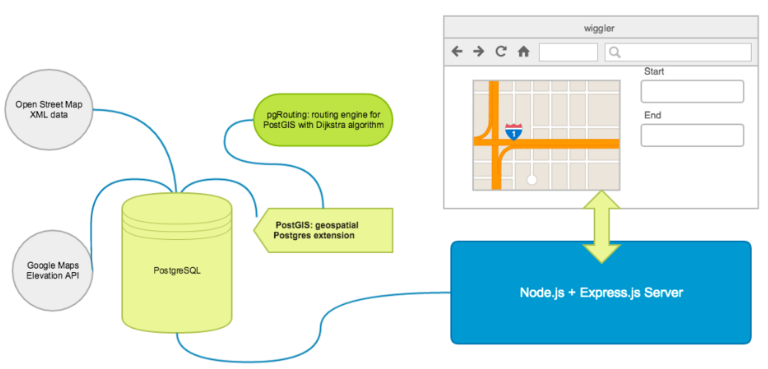 wiggler
Start
End
1
Open Street Map
XML data
pgRouting: routing engine for
PostGIS with Dijkstra algorithm
PostGIS: geospatial
Postgres extension
Google Maps
Elevation API
PostgreSQL
Node.js + Express.js Server